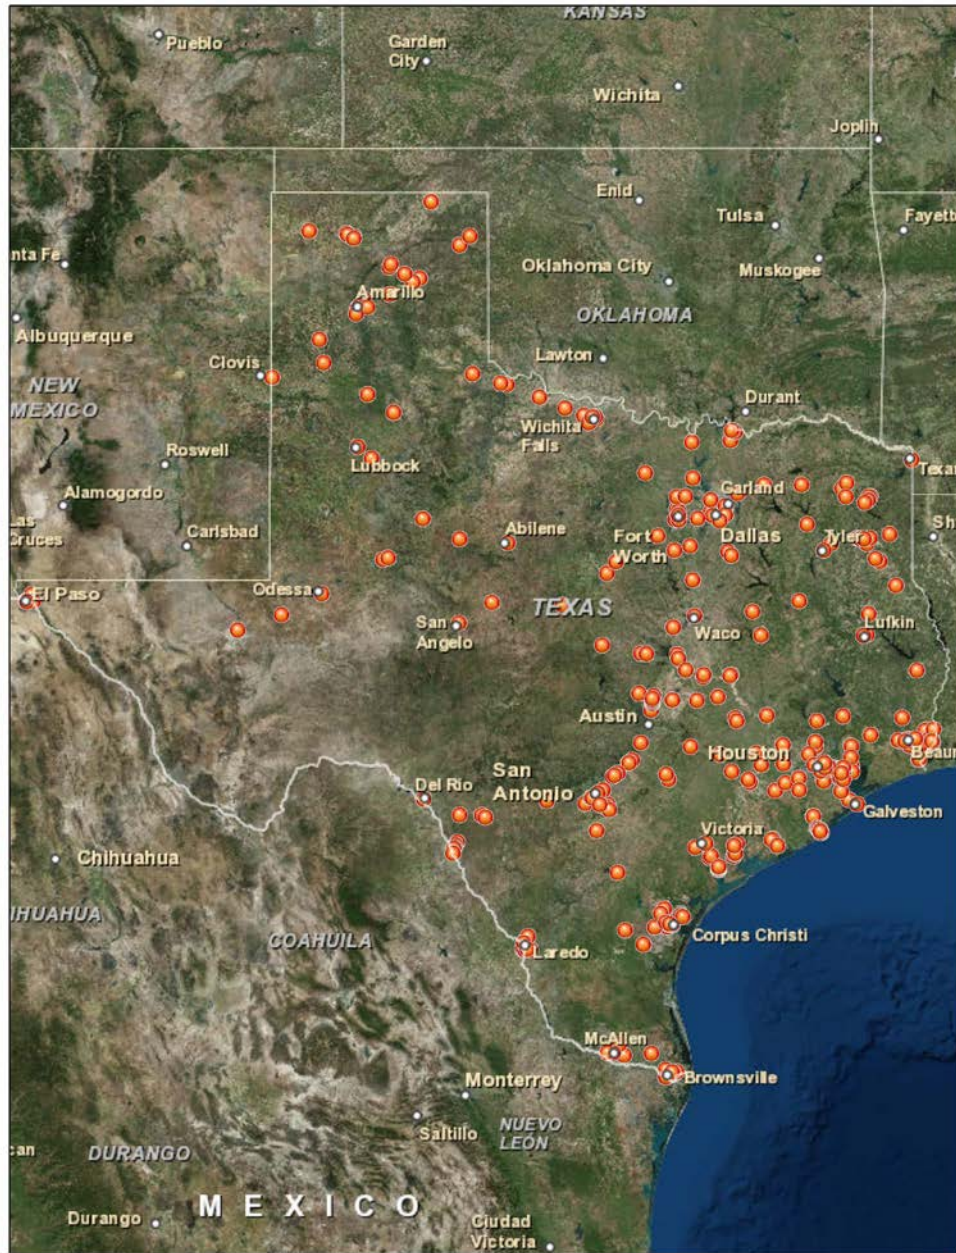 KANSAS
Pueblo
Garden
City
Wichita
Joplin
Enid
Tulsa
Fayett
nta Fe
Oklahoma City
Muskogee
Amarillo
OKLAHOMA
Albuquerque
Clovis
Lawton
NEW
MEXICO
Durant
Wichita
Falls
Roswell
Lubbock
Texar
Alamogordo
Garland
Las
Cruces
Carlsbad
Abilene
Fort
Worth
Dallas
Tyler
Sh
El Paso
Odessa
TEXAS
San
Angelo
Waco
Lufkin
Austin
Houston
Beaur
Del Rio
San
Antonio
Galveston
Victoria
Chihuahua
IHUAHUA
COAHUILA
Corpus Christi
Laredo
McAllen
Brownsville
Monterrey
Saltillo
NUEVO
LEÓN
can
DURANGO
MEXICO
Durango
Ciudad
Victoria